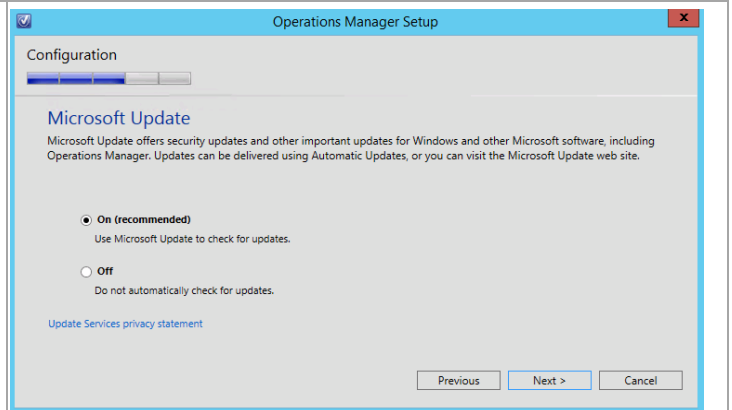 Operations Manager Setup
x
Configuration
Microsoft Update
Microsoft Update offers security updates and other important updates for Windows and other Microsoft software, including
Operations Manager. Updates can be delivered using Automatic Updates, or you can visit the Microsoft Update web site.
On (recommended)
Use Microsoft Update to check for updates.
Off
Do not automatically check for updates.
Update Services privacy statement
Previous Next > Cancel